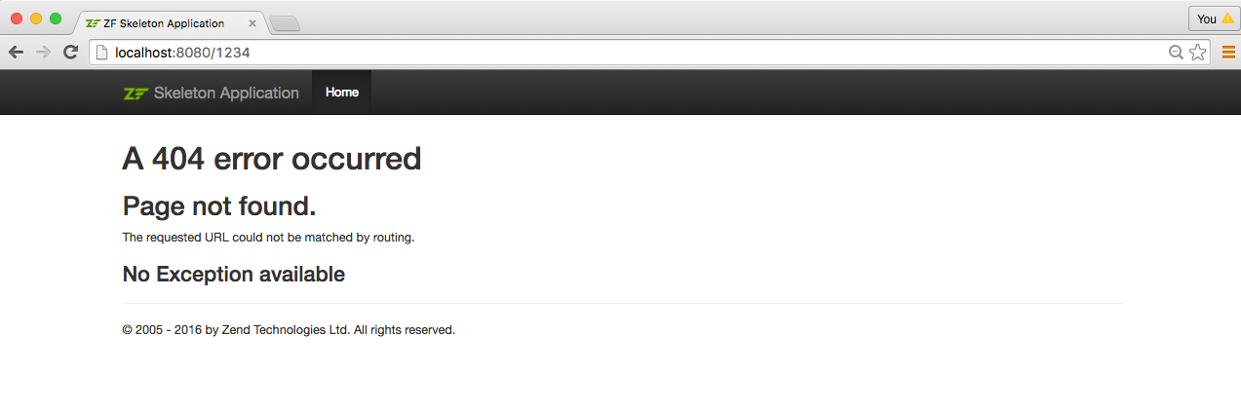 ZF ZF Skeleton Application
You
localhost:8080/1234
ZF Skeleton Application Home
A 404 error occurred
Page not found.
The requested URL could not be matched by routing.
No Exception available
© 2005 - 2016 by Zend Technologies Ltd. All rights reserved.